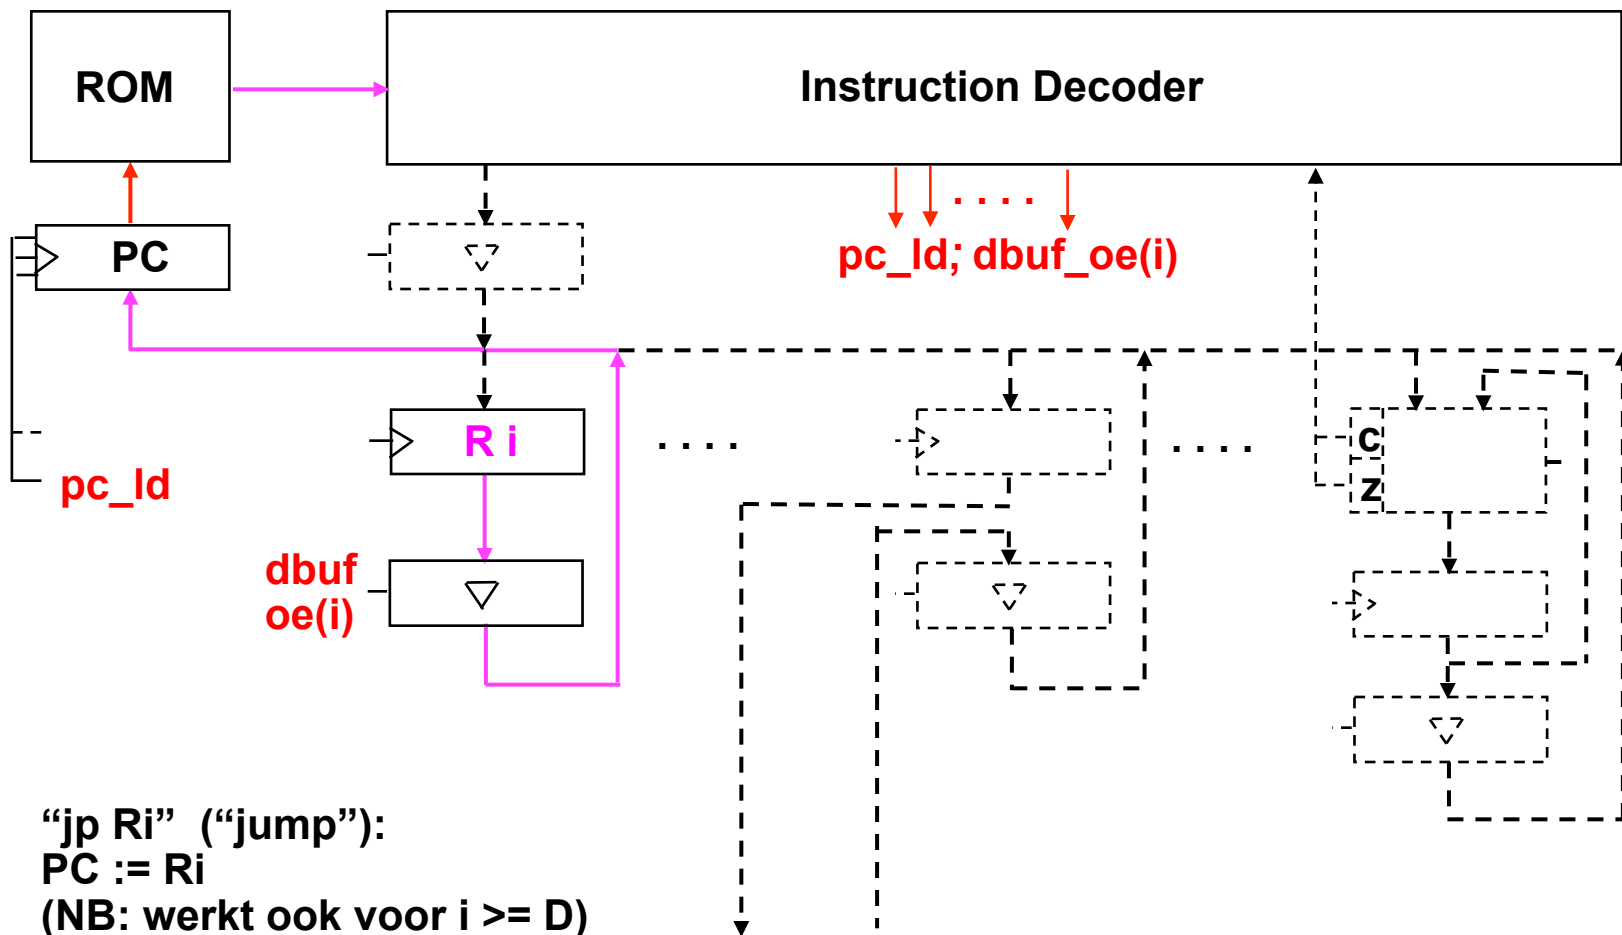 ROM
Instruction Decoder
PC
. . . .
pc_ld; dbuf_oe(i)
R i
. . . .
. . . .
c
z
pc_ld
dbuf
oe(i)
“jp Ri” (“jump”):
PC := Ri
(NB: werkt ook voor i >= D)